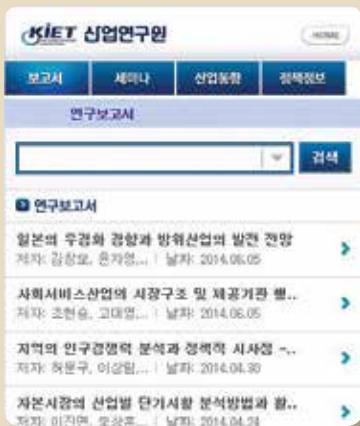 KiET 산업연구원
HOME
보고서 세미나 산업동향 정책정보
연구보고서
검색
연구보고서
일본의 우경화 경향과 방위산업의 발전 전망
저자: 김창모, 윤자영,... | 날짜: 2014.06.05
사회서비스산업의 시장구조 및 제공기관 행..
저자: 조현승, 고대영,... | 날짜: 2014.06.05
지역의 인구경쟁력 분석과 정책적 시사점 -..
저자: 허문구, 이상림,... | 날짜: 2014.04.30
자본시장의 산업별 단기시황 분석방법과 활..
저자: 이진면, 날짜: 2014.04.24